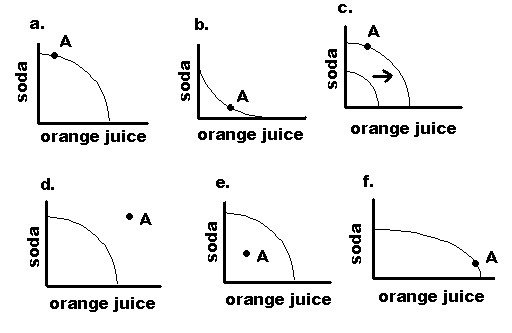 a.
A
soda
orange juice
b.
A
soda
orange juice
c.
A
soda
orange juice
d.
A
soda
orange juice
e.
A
soda
orange juice
f.
A
soda
orange juice